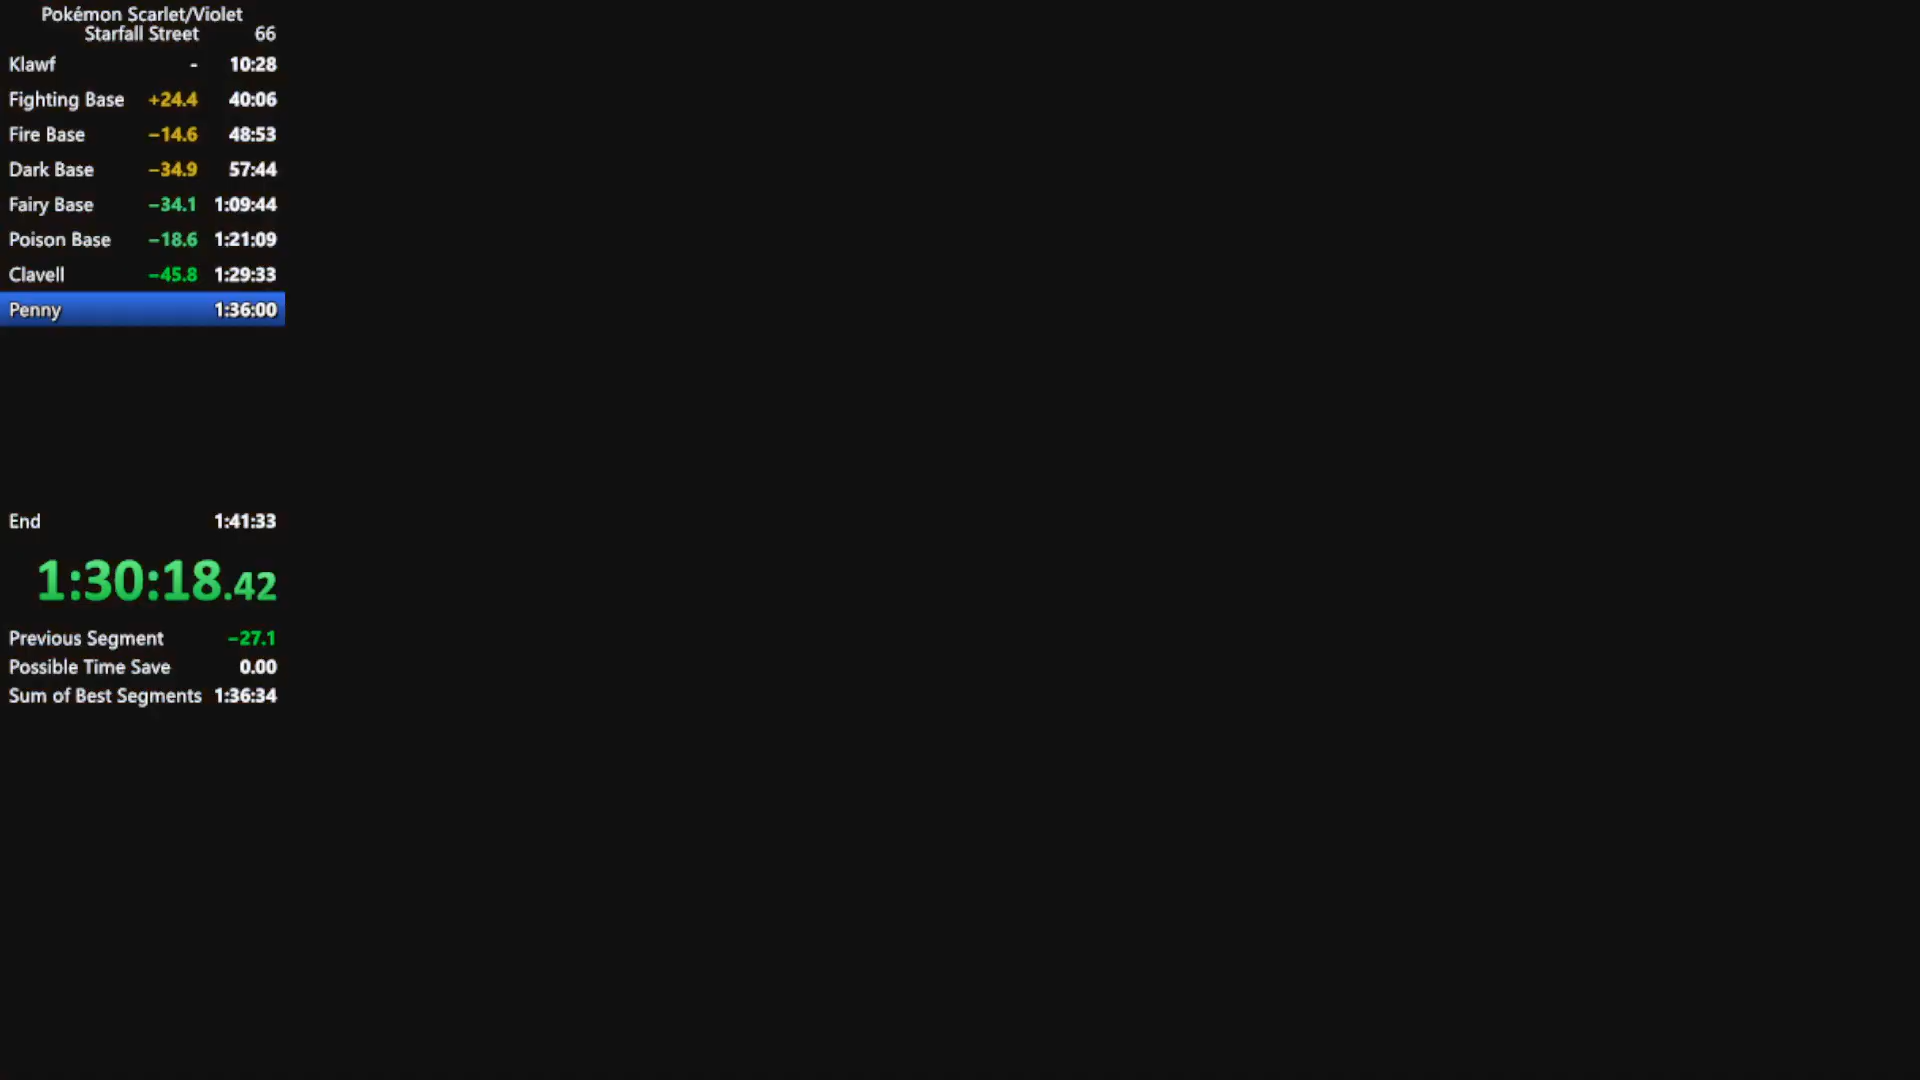 Pokémon Scarlet/Violet
Starfall Street 66
Klawf - 10:28
Fighting Base +24.4 40:06
Fire Base −14.6 48:53
Dark Base −34.9 57:44
Fairy Base −34.1 1:09:44
Poison Base −18.6 1:21:09
Clavell −45.8 1:29:33
Penny 1:36:00
End 1:41:33
1:30:18.42
Previous Segment −27.1
Possible Time Save 0.00
Sum of Best Segments 1:36:34